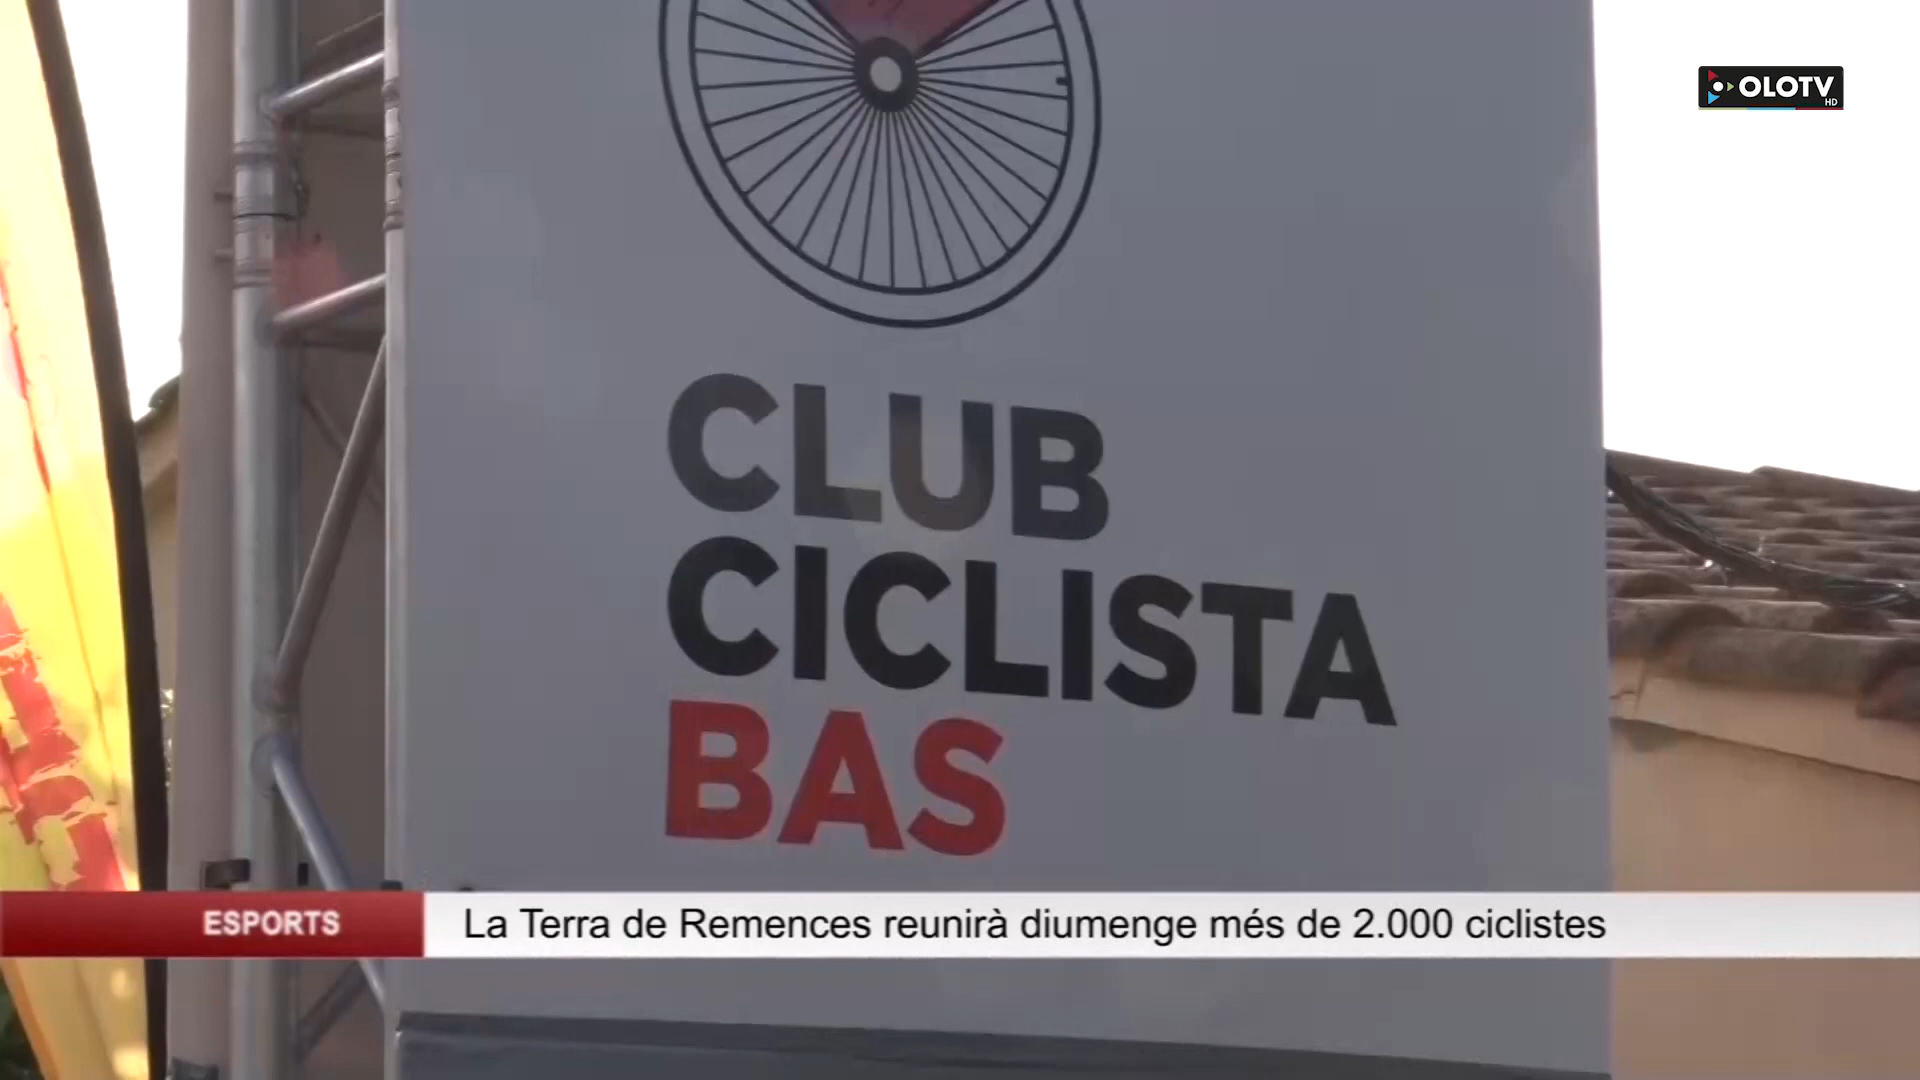 OLOTV
HD
CLUB
CICLISTA
BAS
ESPORTS
La Terra de Remences reunirà diumenge més de 2.000 ciclistes